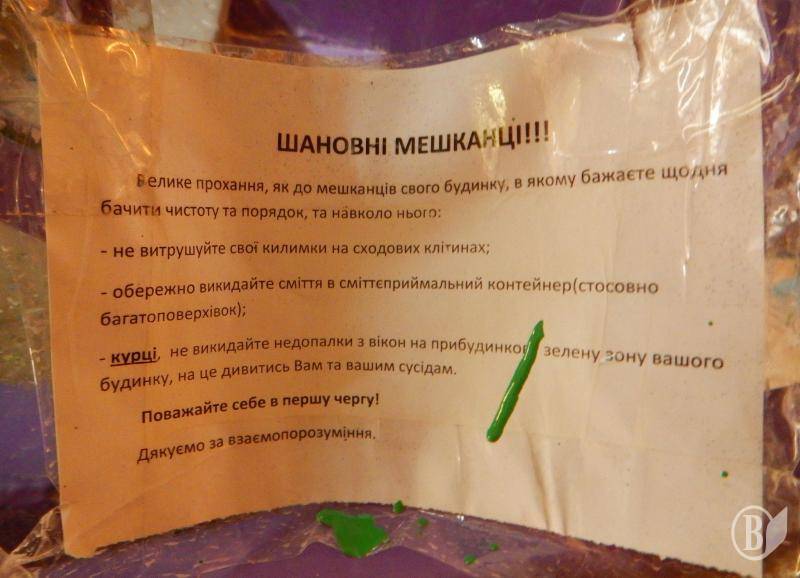 ШАНОВНІ МЕШКАНЦІ!!!
Велике прохання, як до мешканців свого будинку, в якому бажаєте щодня
бачити чистоту та порядок, та навколо нього:
- не витрушуйте свої килимки на сходових клітинах;
- обережно викидайте сміття в сміттєприймальний контейнер(стосовно
багатоповерхівок);
- курці, не викидайте недопалки з вікон на прибудинкову зелену зону вашого
будинку, на це дивитись Вам та вашим сусідам.
Поважайте себе в першу чергу!
Дякуємо за взаємопорозуміння.
В